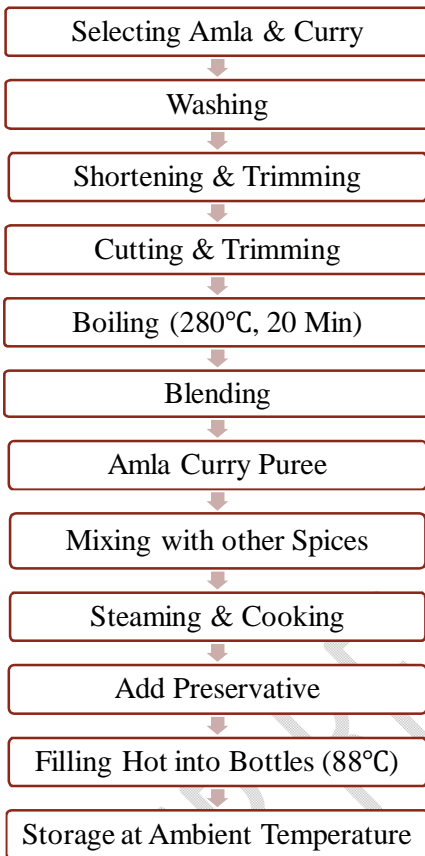 Selecting Amla & Curry
Washing
Shortening & Trimming
Cutting & Trimming
Boiling (280℃, 20 Min)
Blending
Amla Curry Puree
Mixing with other Spices
Steaming & Cooking
Add Preservative
Filling Hot into Bottles (88℃)
Storage at Ambient Temperature